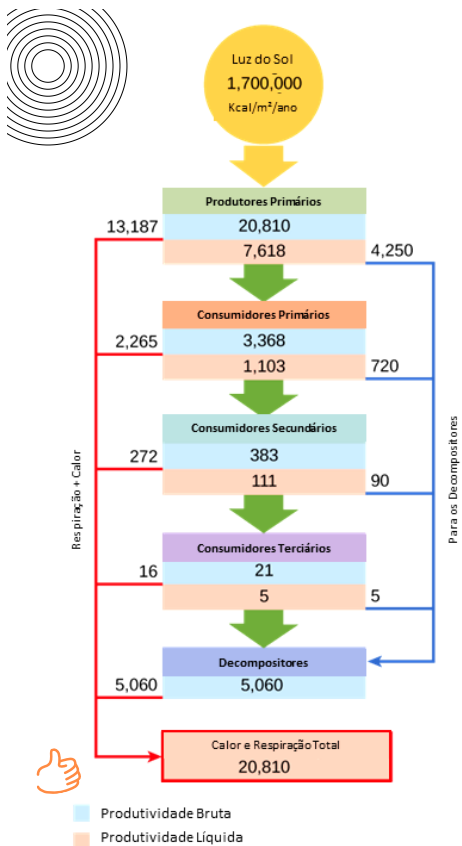 Luz do Sol
1,700,000
Kcal/m²/ano
Produtores Primários
13,187
20,810
7,618
4,250
Consumidores Primários
2,265
3,368
1,103
720
Consumidores Secundários
272
383
111
90
Respiração + Calor
Para os Decompositores
Consumidores Terciários
16
21
5
5
Decompositores
5,060
5,060
Calor e Respiração Total
20,810
Produtividade Bruta
Produtividade Líquida